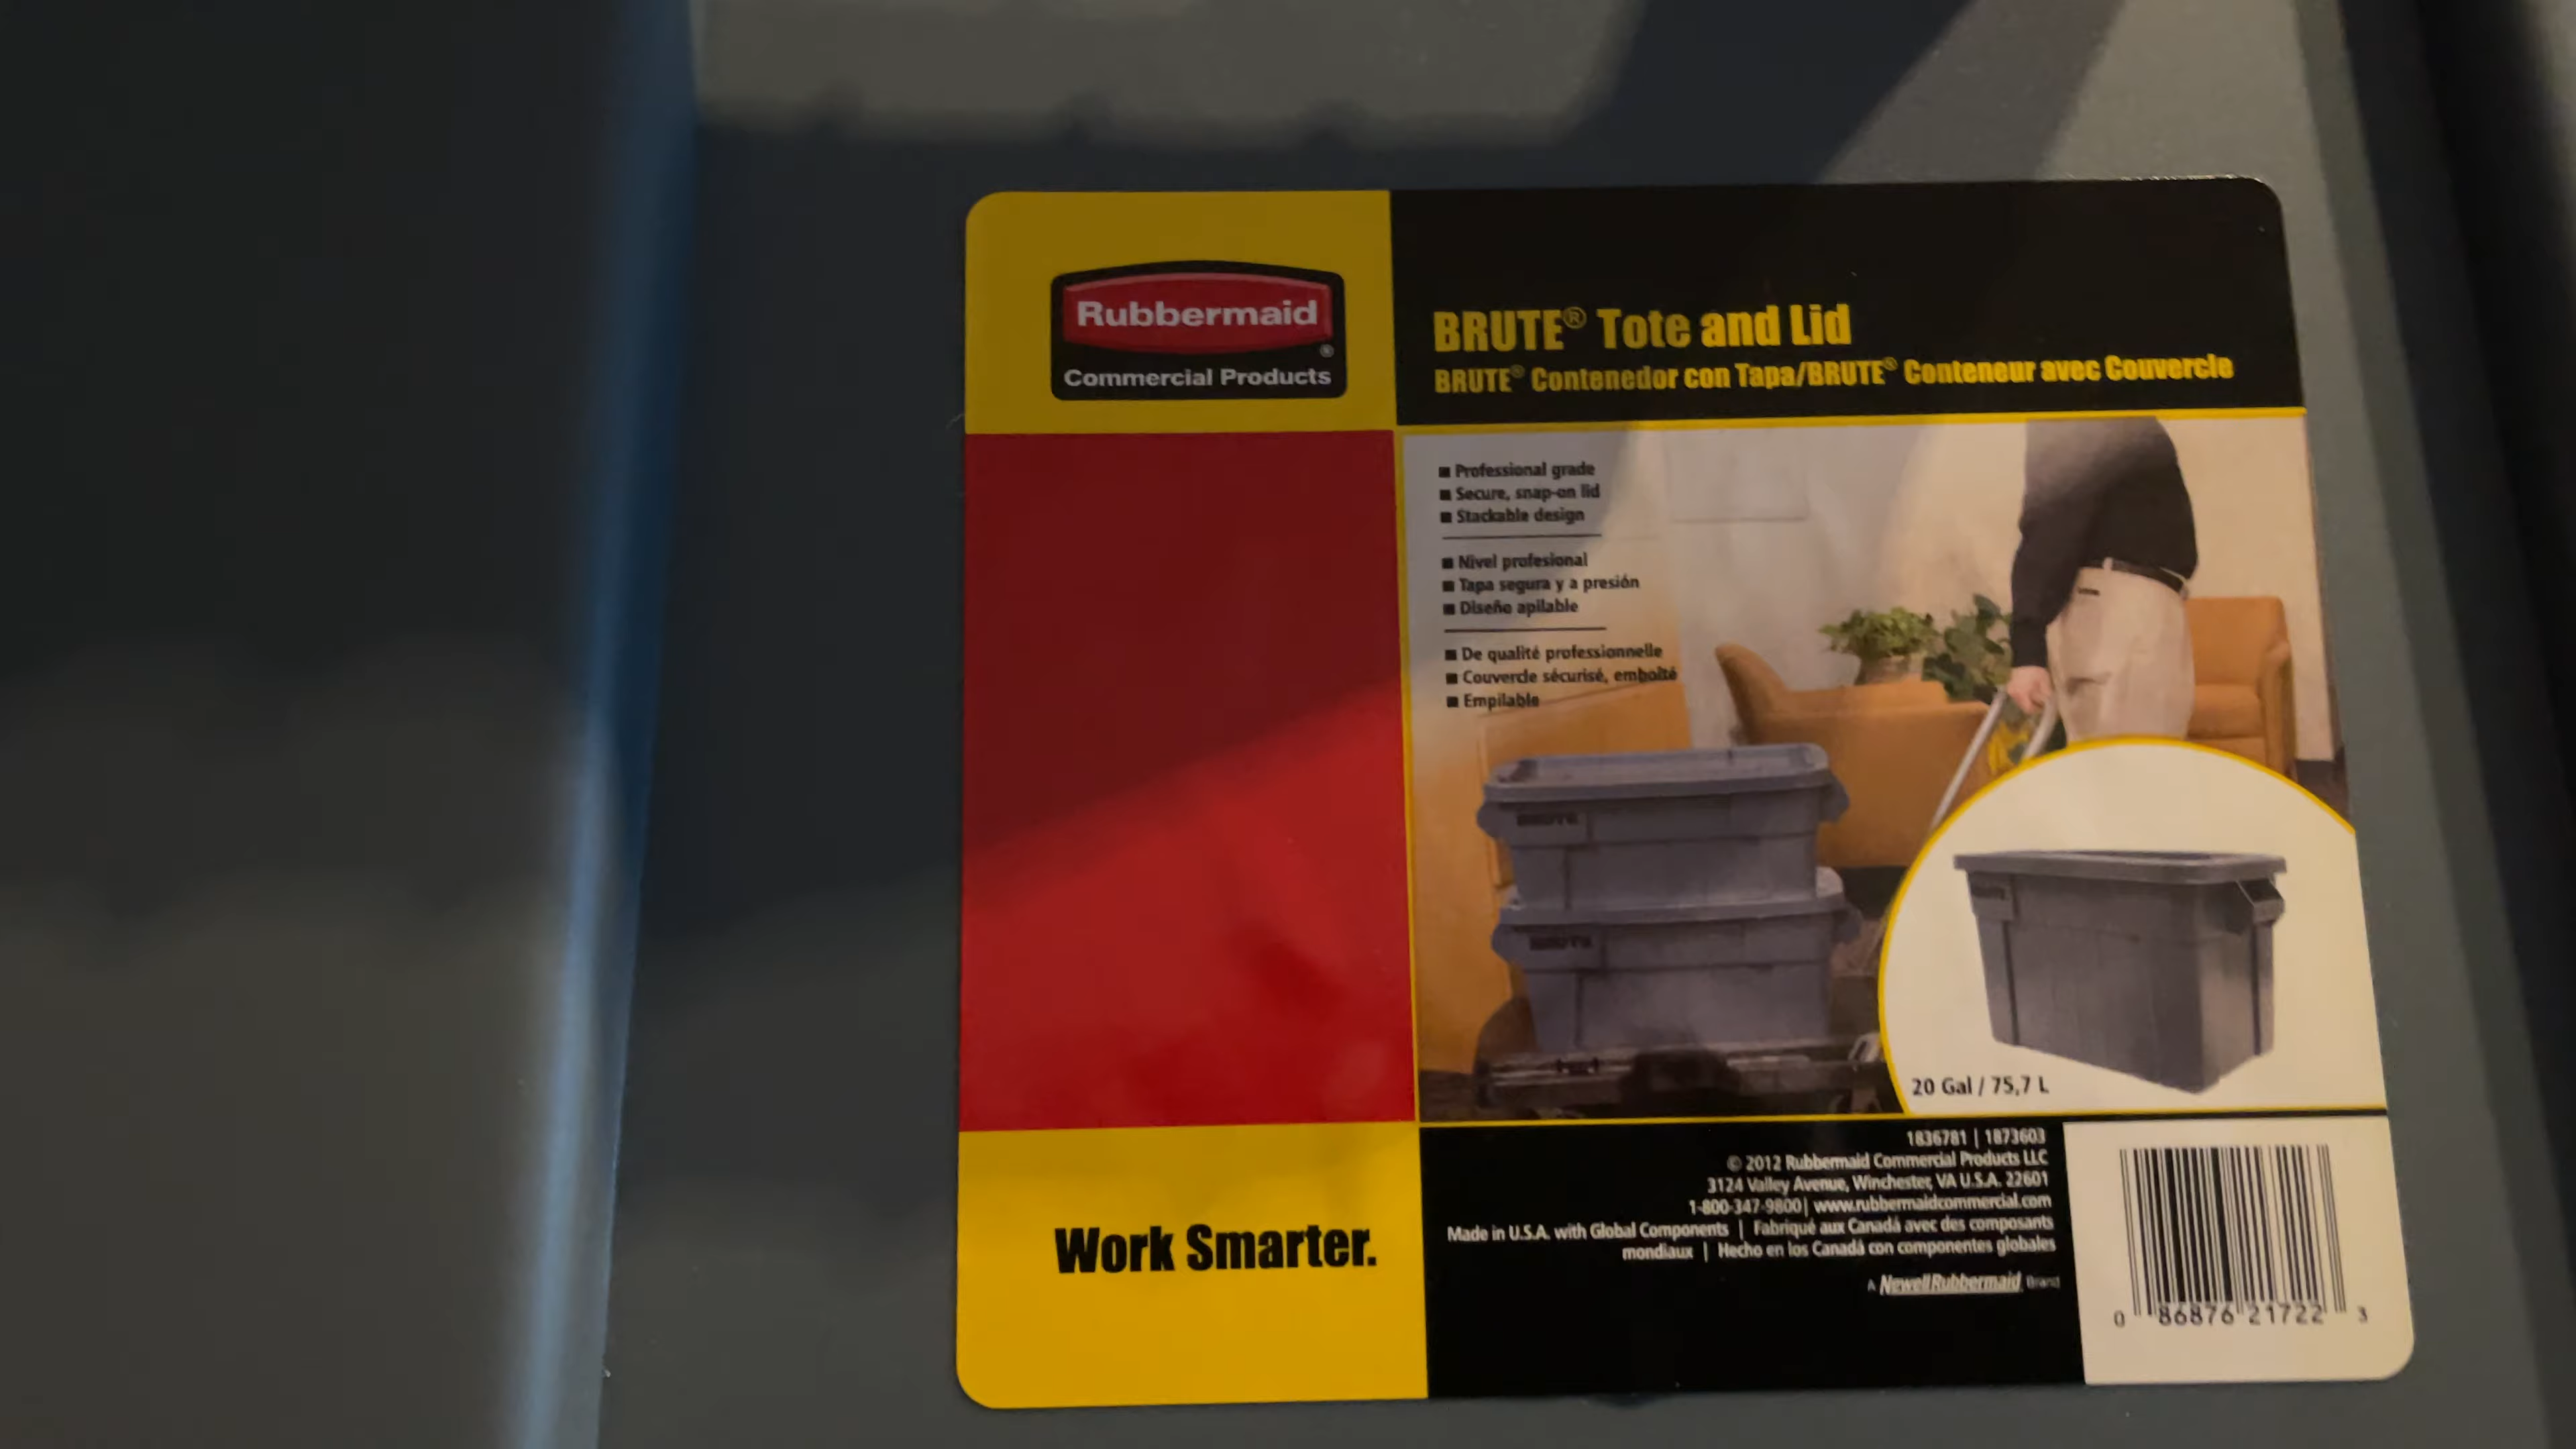 Rubbermaid
®
Commercial Products
BRUTE® Tote and Lid
BRUTE® Contenedor con Tapa/BRUTE® Conteneur avec Couvercle
■ Professional grade
■ Secure, snap-on lid
■ Stackable design
■ Nivel profesional
■ Tapa segura y a presión
■ Diseño apilable
■ De qualité professionnelle
■ Couvercle sécurisé, emboîté
■ Empilable
BRUTE
BRUTE
20 Gal / 75,7 L
Work Smarter.
1836781 | 1873603
© 2012 Rubbermaid Commercial Products LLC
3124 Valley Avenue, Winchester, VA U.S.A. 22601
1-800-347-9800| www.rubbermaidcommercial.com
Made in U.S.A. with Global Components | Fabriqué aux Canadá avec des composants
mondiaux | Hecho en los Canadá con componentes globales
A NewellRubbermaid Brand
0 86876 21722 3